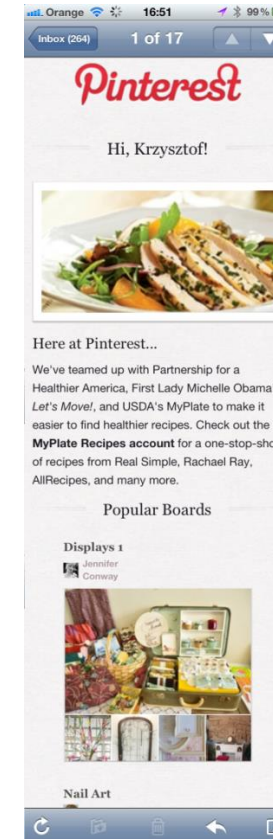 Orange 16:51 99%
Inbox (264) 1 of 17
Pinterest
Hi, Krzysztof!
Here at Pinterest...
We've teamed up with Partnership for a
Healthier America, First Lady Michelle Obama
Let's Move!, and USDA's MyPlate to make it
easier to find healthier recipes. Check out the
MyPlate Recipes account for a one-stop-sho
of recipes from Real Simple, Rachael Ray,
AllRecipes, and many more.
Popular Boards
Displays 1
Jennifer
Conway
Nail Art